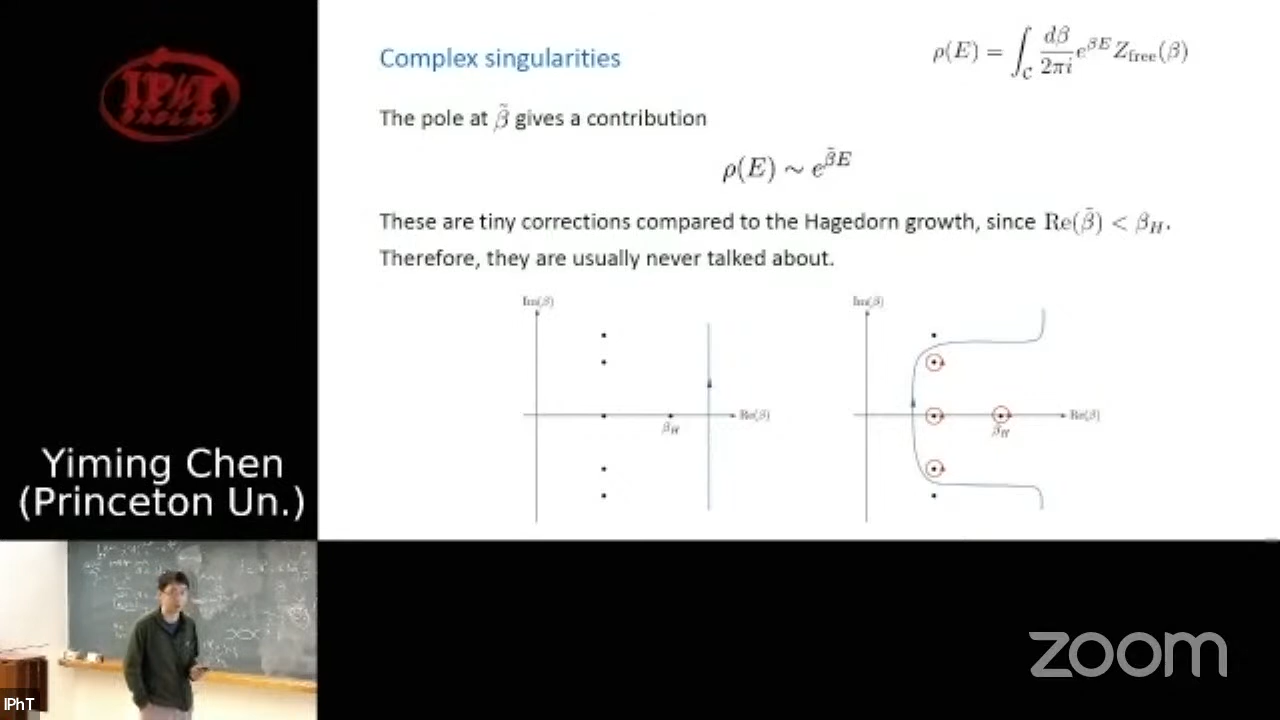 IPhT
SACLAY
Complex singularities
ρ(E) = ∫_C dβ/2πi e^{βE} Z_free(β)
The pole at β̃ gives a contribution
ρ(E) ∼ e^{β̃E}
These are tiny corrections compared to the Hagedorn growth, since Re(β̃) < β_H.
Therefore, they are usually never talked about.
Im(β)
Re(β)
β_H
Im(β)
Re(β)
β_H
Yiming Chen
(Princeton Un.)
IPhT
zoom